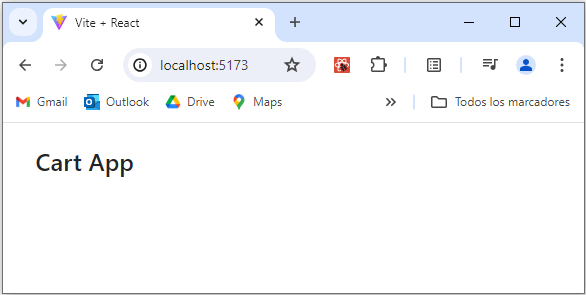 Vite + React
localhost:5173
Gmail Outlook Drive Maps Todos los marcadores
Cart App